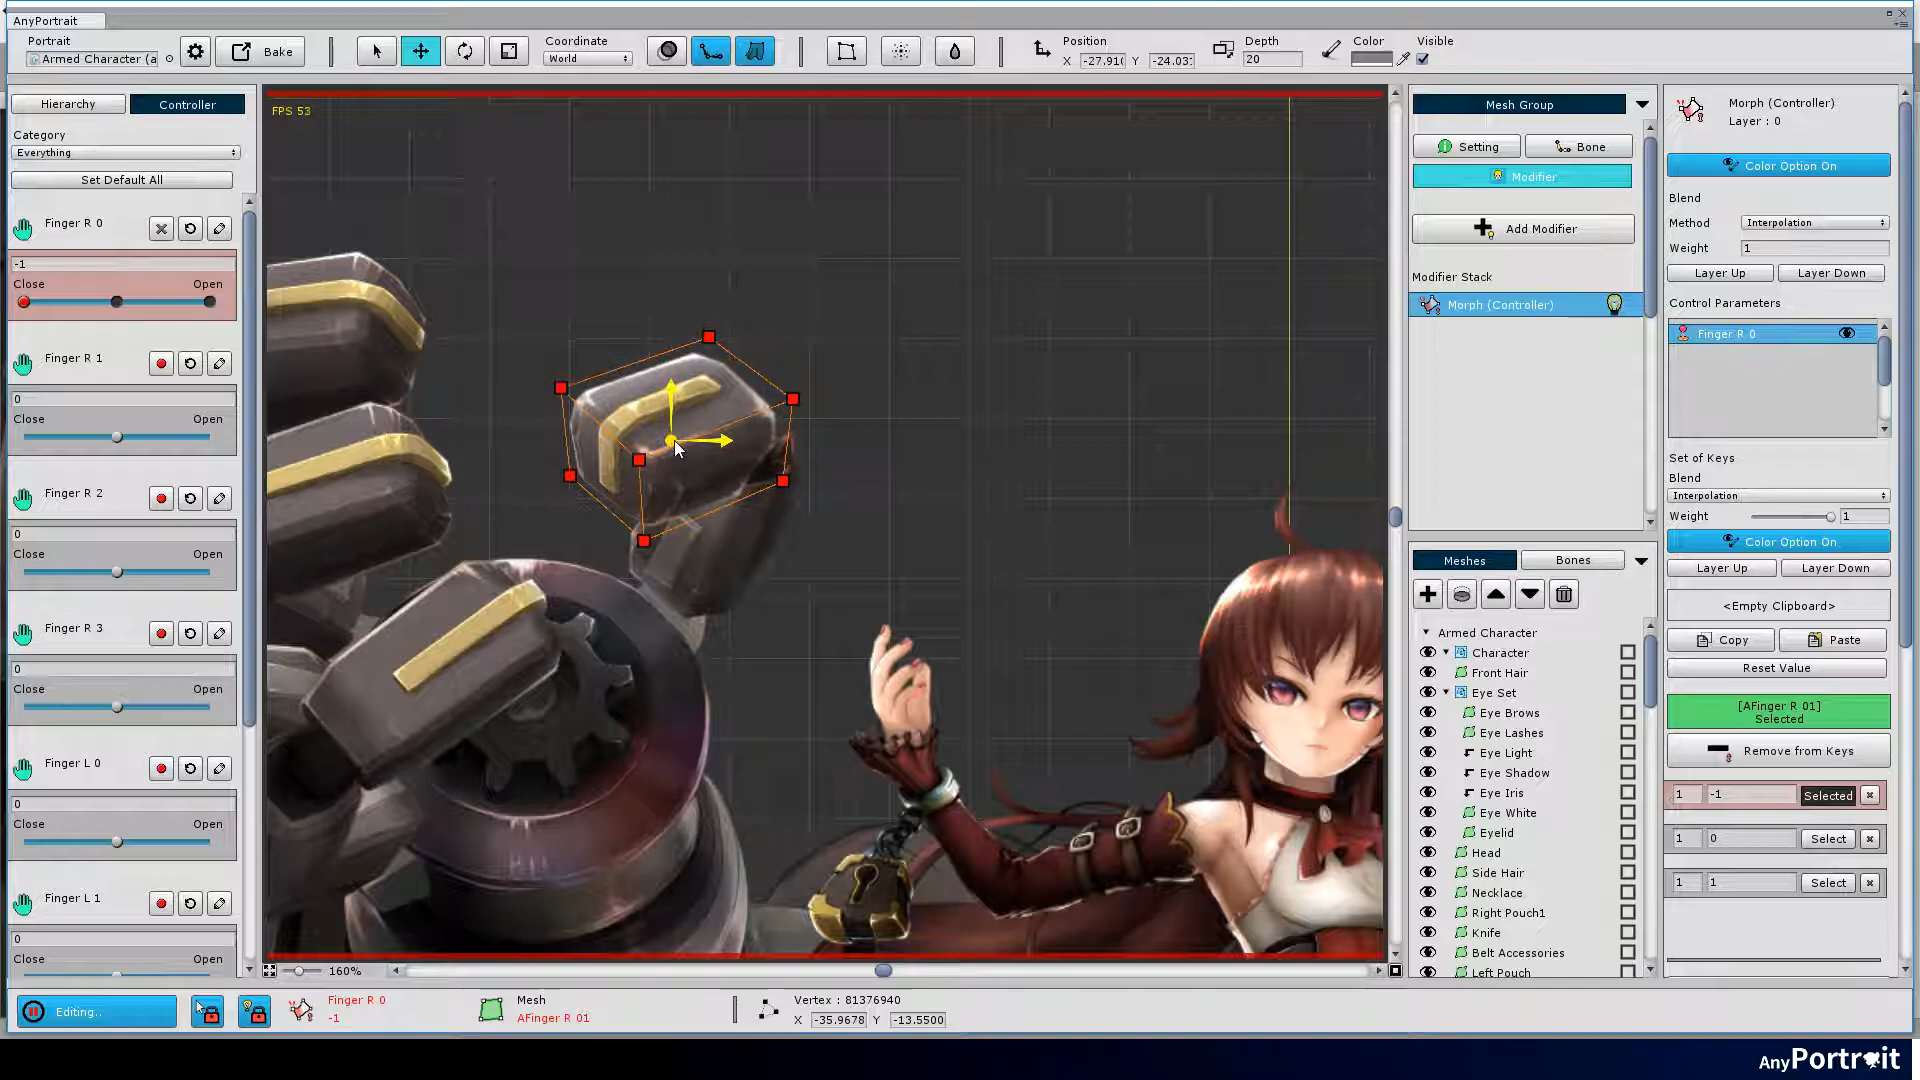 AnyPortrait
Portrait
Armed Character (a
Bake
Coordinate
World
Position
X -27.91( Y -24.03:
Depth
20
Color
Visible
Hierarchy
Controller
Category
Everything
Set Default All
Finger R 0
-1
Close Open
Finger R 1
0
Close Open
Finger R 2
0
Close Open
Finger R 3
0
Close Open
Finger L 0
0
Close Open
Finger L 1
0
Close Open
FPS 53
160%
Mesh Group
Setting
Bone
Modifier
Add Modifier
Modifier Stack
Morph (Controller)
Meshes
Bones
Armed Character
Character
Front Hair
Eye Set
Eye Brows
Eye Lashes
Eye Light
Eye Shadow
Eye Iris
Eye White
Eyelid
Head
Side Hair
Necklace
Right Pouch1
Knife
Belt Accessories
Left Pouch
Morph (Controller)
Layer : 0
Color Option On
Blend
Method Interpolation
Weight 1
Layer Up Layer Down
Control Parameters
Finger R 0
Set of Keys
Blend
Interpolation
Weight 1
Color Option On
Layer Up Layer Down
<Empty Clipboard>
Copy Paste
Reset Value
[AFinger R 01]
Selected
Remove from Keys
1 -1 Selected
1 0 Select
1 1 Select
Editing..
Finger R 0
-1
Mesh
AFinger R 01
Vertex : 81376940
X -35.9678 Y -13.5500
AnyPortrait